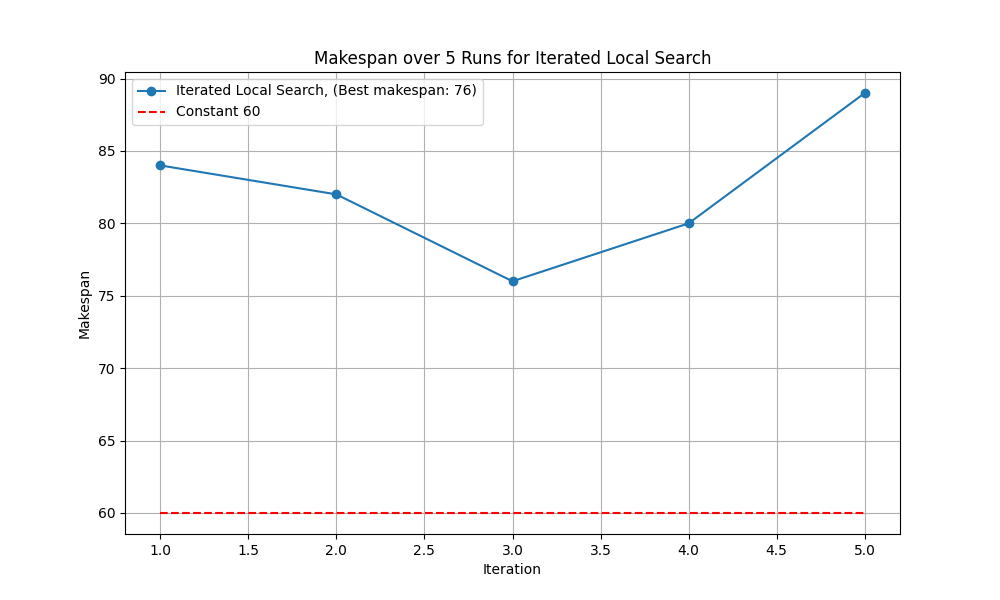 Makespan over 5 Runs for Iterated Local Search
Iterated Local Search, (Best makespan: 76)
Constant 60
Makespan
90
85
80
75
70
65
60
1.0 1.5 2.0 2.5 3.0 3.5 4.0 4.5 5.0
Iteration